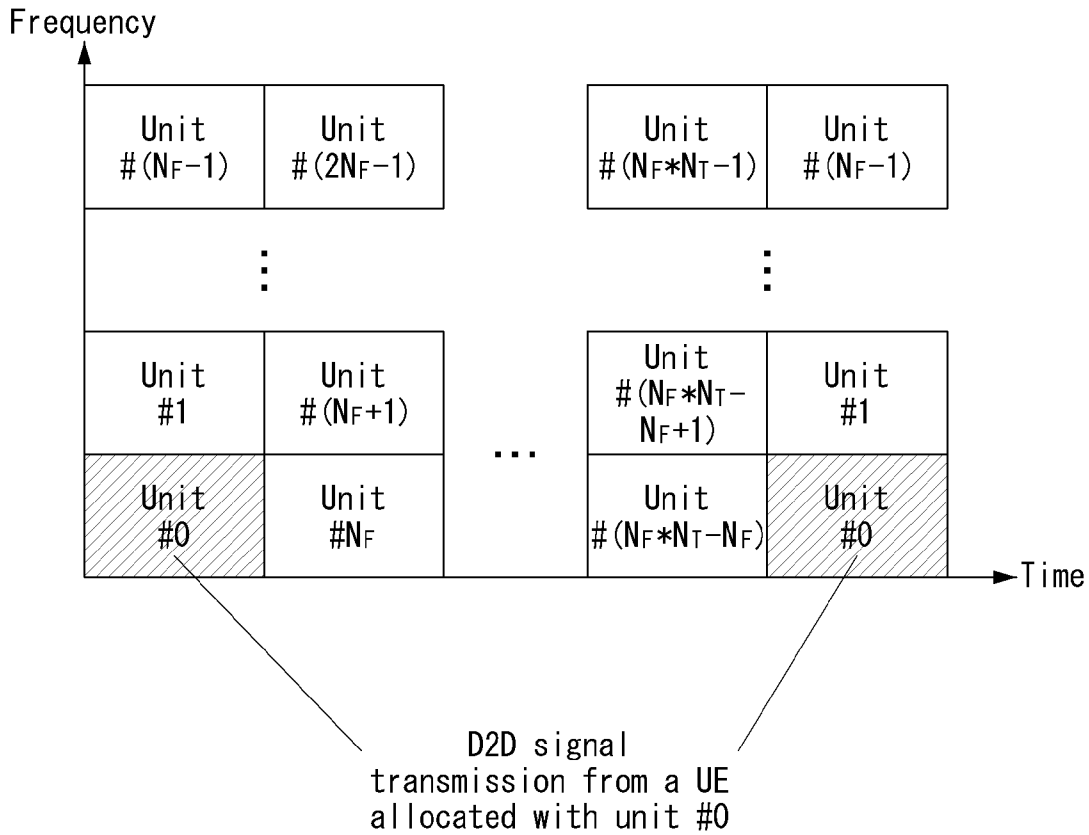 Frequency
Unit
#(NF-1)
Unit
#(2NF-1)
Unit
#(NF*NT-1)
Unit
#(NF-1)
Unit
#1
Unit
#(NF+1)
Unit
#(NF*NT-
NF+1)
Unit
#1
Unit
#0
Unit
#NF
Unit
#(NF*NT-NF)
Unit
#0
Time
D2D signal
transmission from a UE
allocated with unit #0